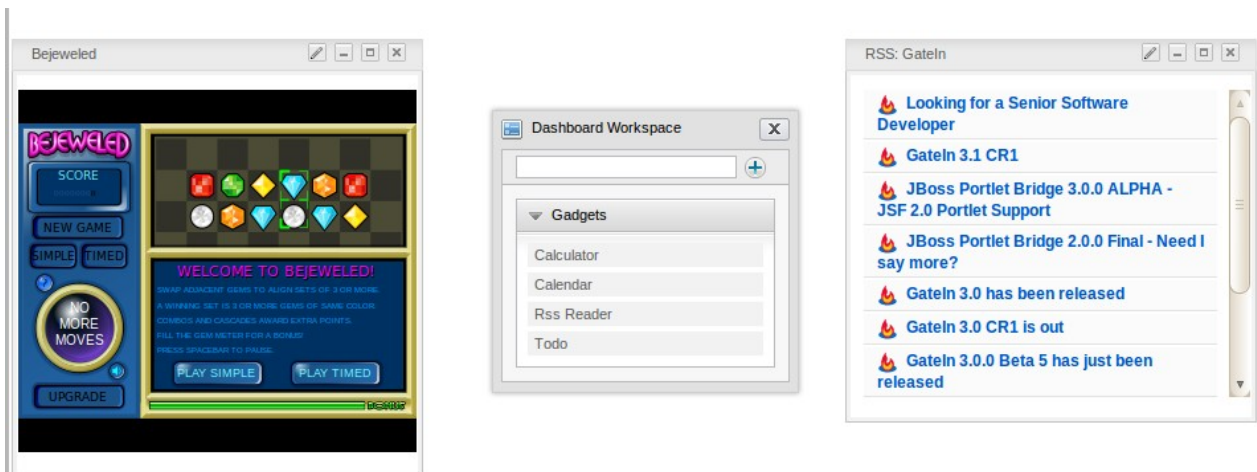 Bejeweled
BEJEWELED
SCORE
NEW GAME
SIMPLE TIMED
NO
MORE
MOVES
UPGRADE
WELCOME TO BEJEWELED!
SWAP ADJACENT GEMS TO ALIGN SETS OF 3 OR MORE.
A WINNING SET IS 3 OR MORE GEMS OF SAME COLOR.
COMBOS AND CASCADES AWARD EXTRA POINTS.
FILL THE GEM METER FOR A BONUS!
PRESS SPACEBAR TO PAUSE.
PLAY SIMPLE PLAY TIMED
BONUS
Dashboard Workspace
Gadgets
Calculator
Calendar
Rss Reader
Todo
RSS: GateIn
Looking for a Senior Software
Developer
GateIn 3.1 CR1
JBoss Portlet Bridge 3.0.0 ALPHA -
JSF 2.0 Portlet Support
JBoss Portlet Bridge 2.0.0 Final - Need I
say more?
GateIn 3.0 has been released
GateIn 3.0 CR1 is out
GateIn 3.0.0 Beta 5 has just been
released